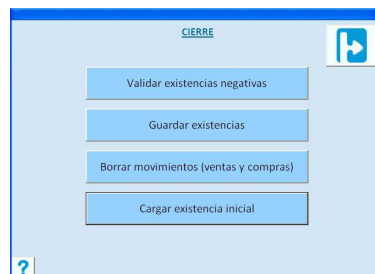 CIERRE
Validar existencias negativas
Guardar existencias
Borrar movimientos (ventas y compras)
Cargar existencia inicial
?